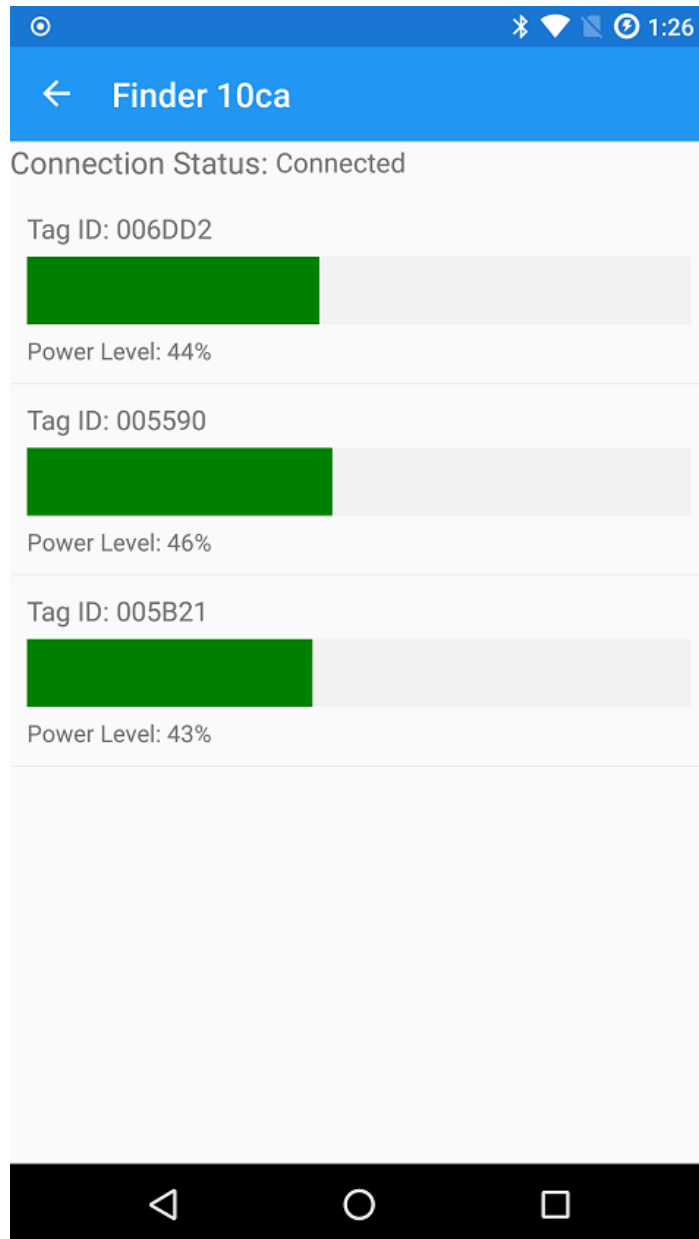 1:26
Finder 10ca
Connection Status: Connected
Tag ID: 006DD2
Power Level: 44%
Tag ID: 005590
Power Level: 46%
Tag ID: 005B21
Power Level: 43%